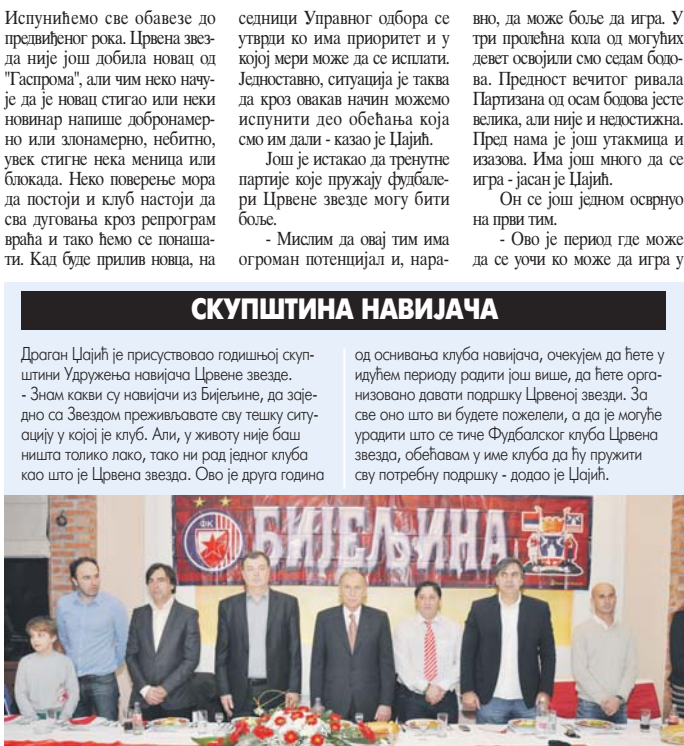 Испунићемо све обавезе до
предвиђеног рока. Црвена звез-
да није још добила новац од
"Гаспрома", али чим неко начу-
је да је новац стигао или неки
новинар напише добронамер-
но или злонамерно, небитно,
увек стигне нека меница или
блокада. Неко поверење мора
да постоји и клуб настоји да
сва дуговања кроз репрограм
враћа и тако ћемо се понаша-
ти. Кад буде прилив новца, на
седници Управног одбора се
утврди ко има приоритет и у
којој мери може да се исплати.
Једноставно, ситуација је таква
да кроз овакав начин можемо
испунити део обећања која
смо им дали - казао је Џајић.
Још је истакао да тренутне
партије које пружају фудбале-
ри Црвене звезде могу бити
боље.
- Мислим да овај тим има
огроман потенцијал и, нара-
вно, да може боље да игра. У
три пролећна кола од могућих
девет освојили смо седам бодо-
ва. Предност вечитог ривала
Партизана од осам бодова јесте
велика, али није и недостижна.
Пред нама је још утакмица и
изазова. Има још много да се
игра - јасан је Џајић.
Он се још једном осврнуо
на први тим.
- Ово је период где може
да се уочи ко може да игра у
СКУПШТИНА НАВИЈАЧА
Драган Џајић је присуствовао годишњој скуп-
штини Удружења навијача Црвене звезде.
- Знам какви су навијачи из Бијељине, да заје-
дно са Звездом преживљавате сву тешку ситу-
ацију у којој је клуб. Али, у животу није баш
ништа толико лако, тако ни рад једног клуба
као што је Црвена звезда. Ово је друга година
од оснивања клуба навијача, очекујем да ћете у
идућем периоду радити још више, да ћете орга-
низовано давати подршку Црвеној звезди. За
све оно што ви будете пожелели, а да је могуће
урадити што се тиче Фудбалског клуба Црвена
звезда, обећавам у име клуба да ћу пружити
сву потребну подршку - додао је Џајић.
ФК
БИЈЕЉИНА